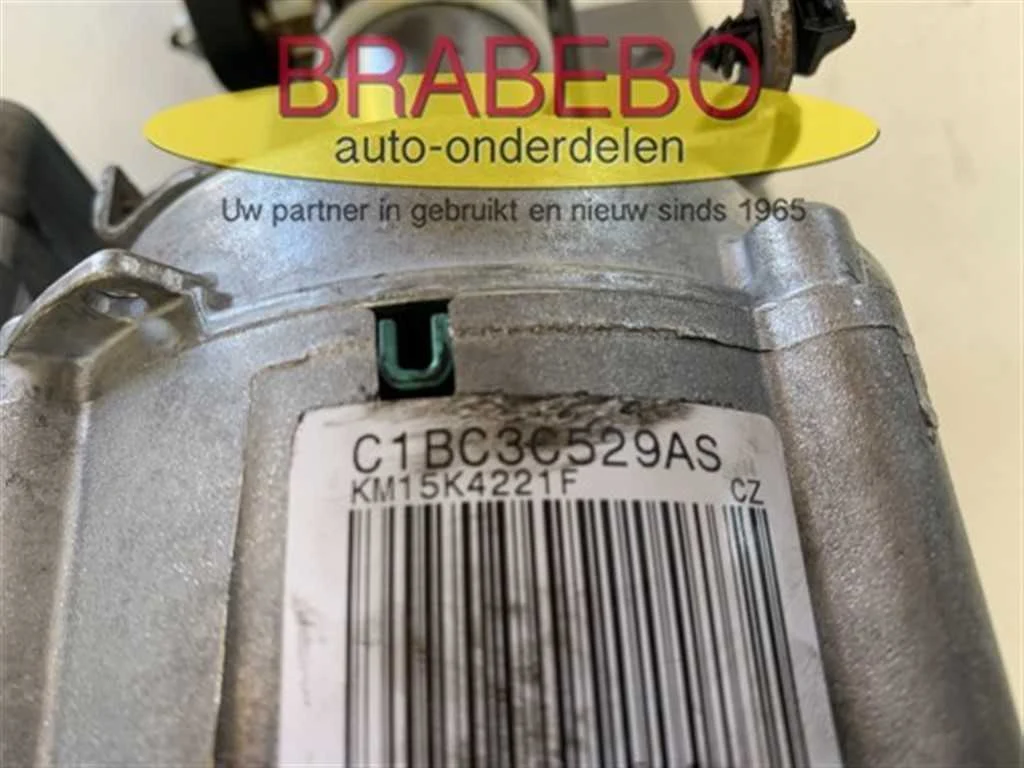 BRABEBO
auto-onderdelen
Uw partner in gebruikt en nieuw sinds 1965
C1BC3C529AS
KM15K4221F CZ